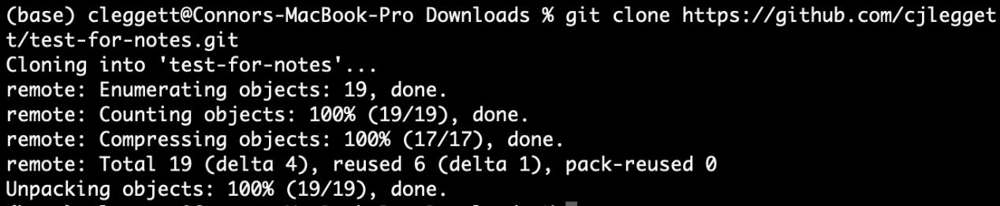 (base) cleggett@Connors-MacBook-Pro Downloads % git clone https://github.com/cjlegget
t/test-for-notes.git
Cloning into 'test-for-notes'...
remote: Enumerating objects: 19, done.
remote: Counting objects: 100% (19/19), done.
remote: Compressing objects: 100% (17/17), done.
remote: Total 19 (delta 4), reused 6 (delta 1), pack-reused 0
Unpacking objects: 100% (19/19), done.